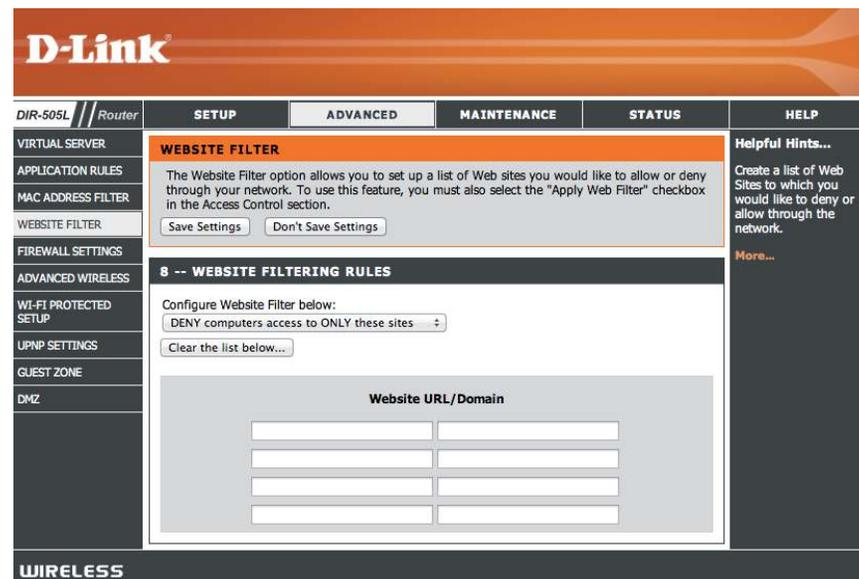 D-Link
DIR-505L
Router
SETUP
ADVANCED
MAINTENANCE
STATUS
HELP
VIRTUAL SERVER
APPLICATION RULES
MAC ADDRESS FILTER
WEBSITE FILTER
FIREWALL SETTINGS
ADVANCED WIRELESS
WI-FI PROTECTED
SETUP
UPNP SETTINGS
GUEST ZONE
DMZ
WEBSITE FILTER
The Website Filter option allows you to set up a list of Web sites you would like to allow or deny
through your network. To use this feature, you must also select the "Apply Web Filter" checkbox
in the Access Control section.
Save Settings
Don't Save Settings
8 -- WEBSITE FILTERING RULES
Configure Website Filter below:
DENY computers access to ONLY these sites
Clear the list below...
Website URL/Domain
Helpful Hints...
Create a list of Web
Sites to which you
would like to deny or
allow through the
network.
More...
WIRELESS